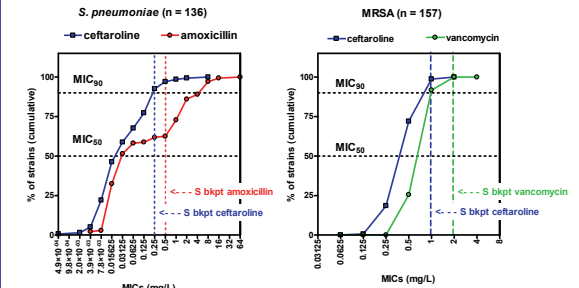 S. pneumoniae (n = 136)
ceftaroline amoxicillin
% of strains (cumulative)
100
75
50
25
0
MIC90
MIC50
<--- S bkpt amoxicillin
<--- S bkpt ceftaroline
4.9×10-04
9.8×10-04
2.0×10-03
3.9×10-03
7.8×10-03
0.015625
0.03125
0.0625
0.125
0.25
0.5
1
2
4
8
16
32
64
MICs (mg/L)
MRSA (n = 157)
ceftaroline vancomycin
% of strains (cumulative)
100
75
50
25
0
MIC90
MIC50
<--- S bkpt vancomycin
<--- S bkpt ceftaroline
0.03125
0.0625
0.125
0.25
0.5
1
2
4
8
MICs (mg/L)